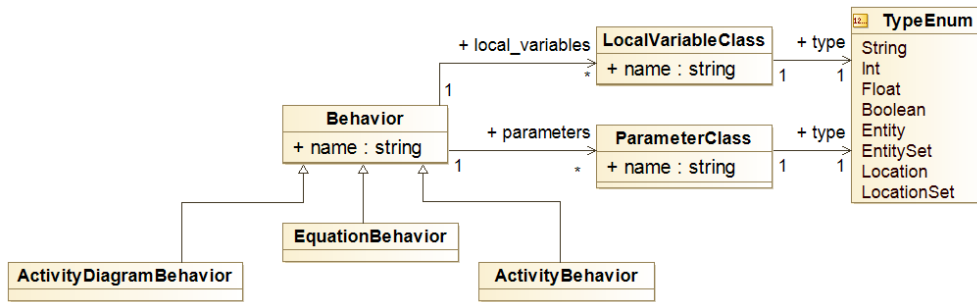 12...
TypeEnum
String
Int
Float
Boolean
Entity
EntitySet
Location
LocationSet
LocalVariableClass
+ name : string
+ local_variables
1
*
+ type
1
1
Behavior
+ name : string
+ parameters
1
*
ParameterClass
+ name : string
+ type
1
1
EquationBehavior
ActivityDiagramBehavior
ActivityBehavior